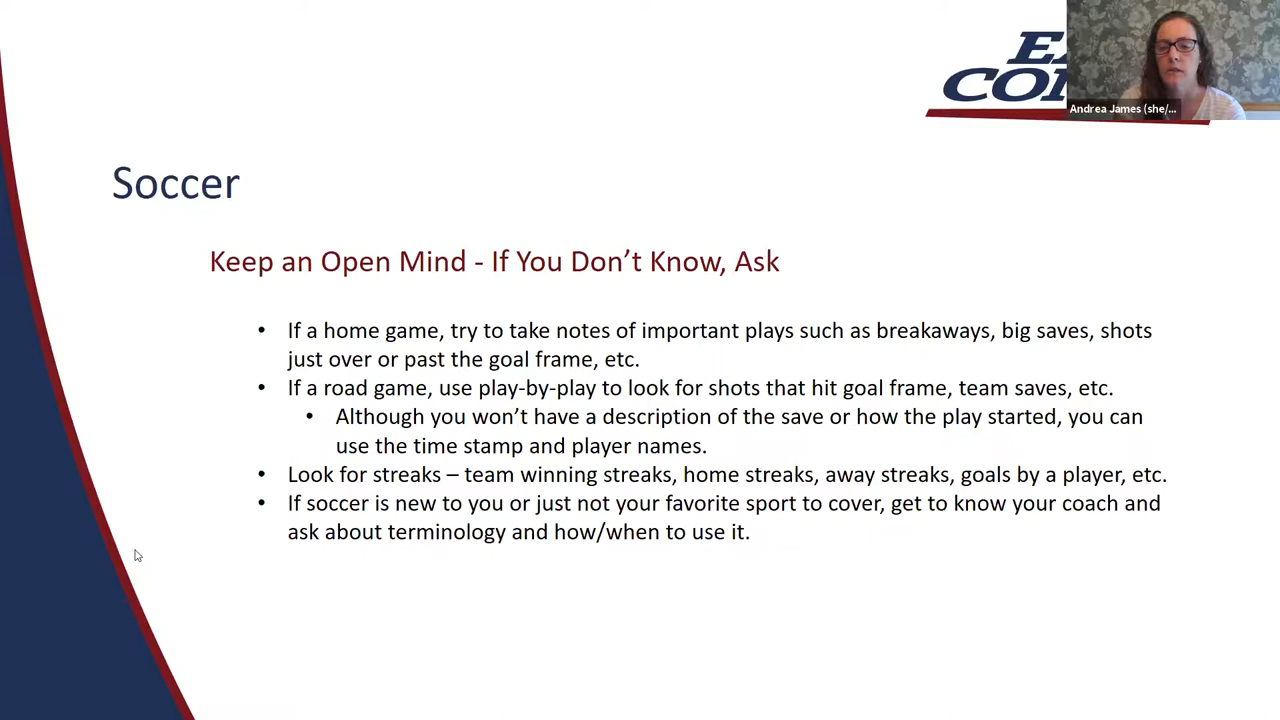 Andrea James (she/...
Soccer
Keep an Open Mind - If You Don’t Know, Ask
• If a home game, try to take notes of important plays such as breakaways, big saves, shots
just over or past the goal frame, etc.
• If a road game, use play-by-play to look for shots that hit goal frame, team saves, etc.
• Although you won’t have a description of the save or how the play started, you can
use the time stamp and player names.
• Look for streaks – team winning streaks, home streaks, away streaks, goals by a player, etc.
• If soccer is new to you or just not your favorite sport to cover, get to know your coach and
ask about terminology and how/when to use it.